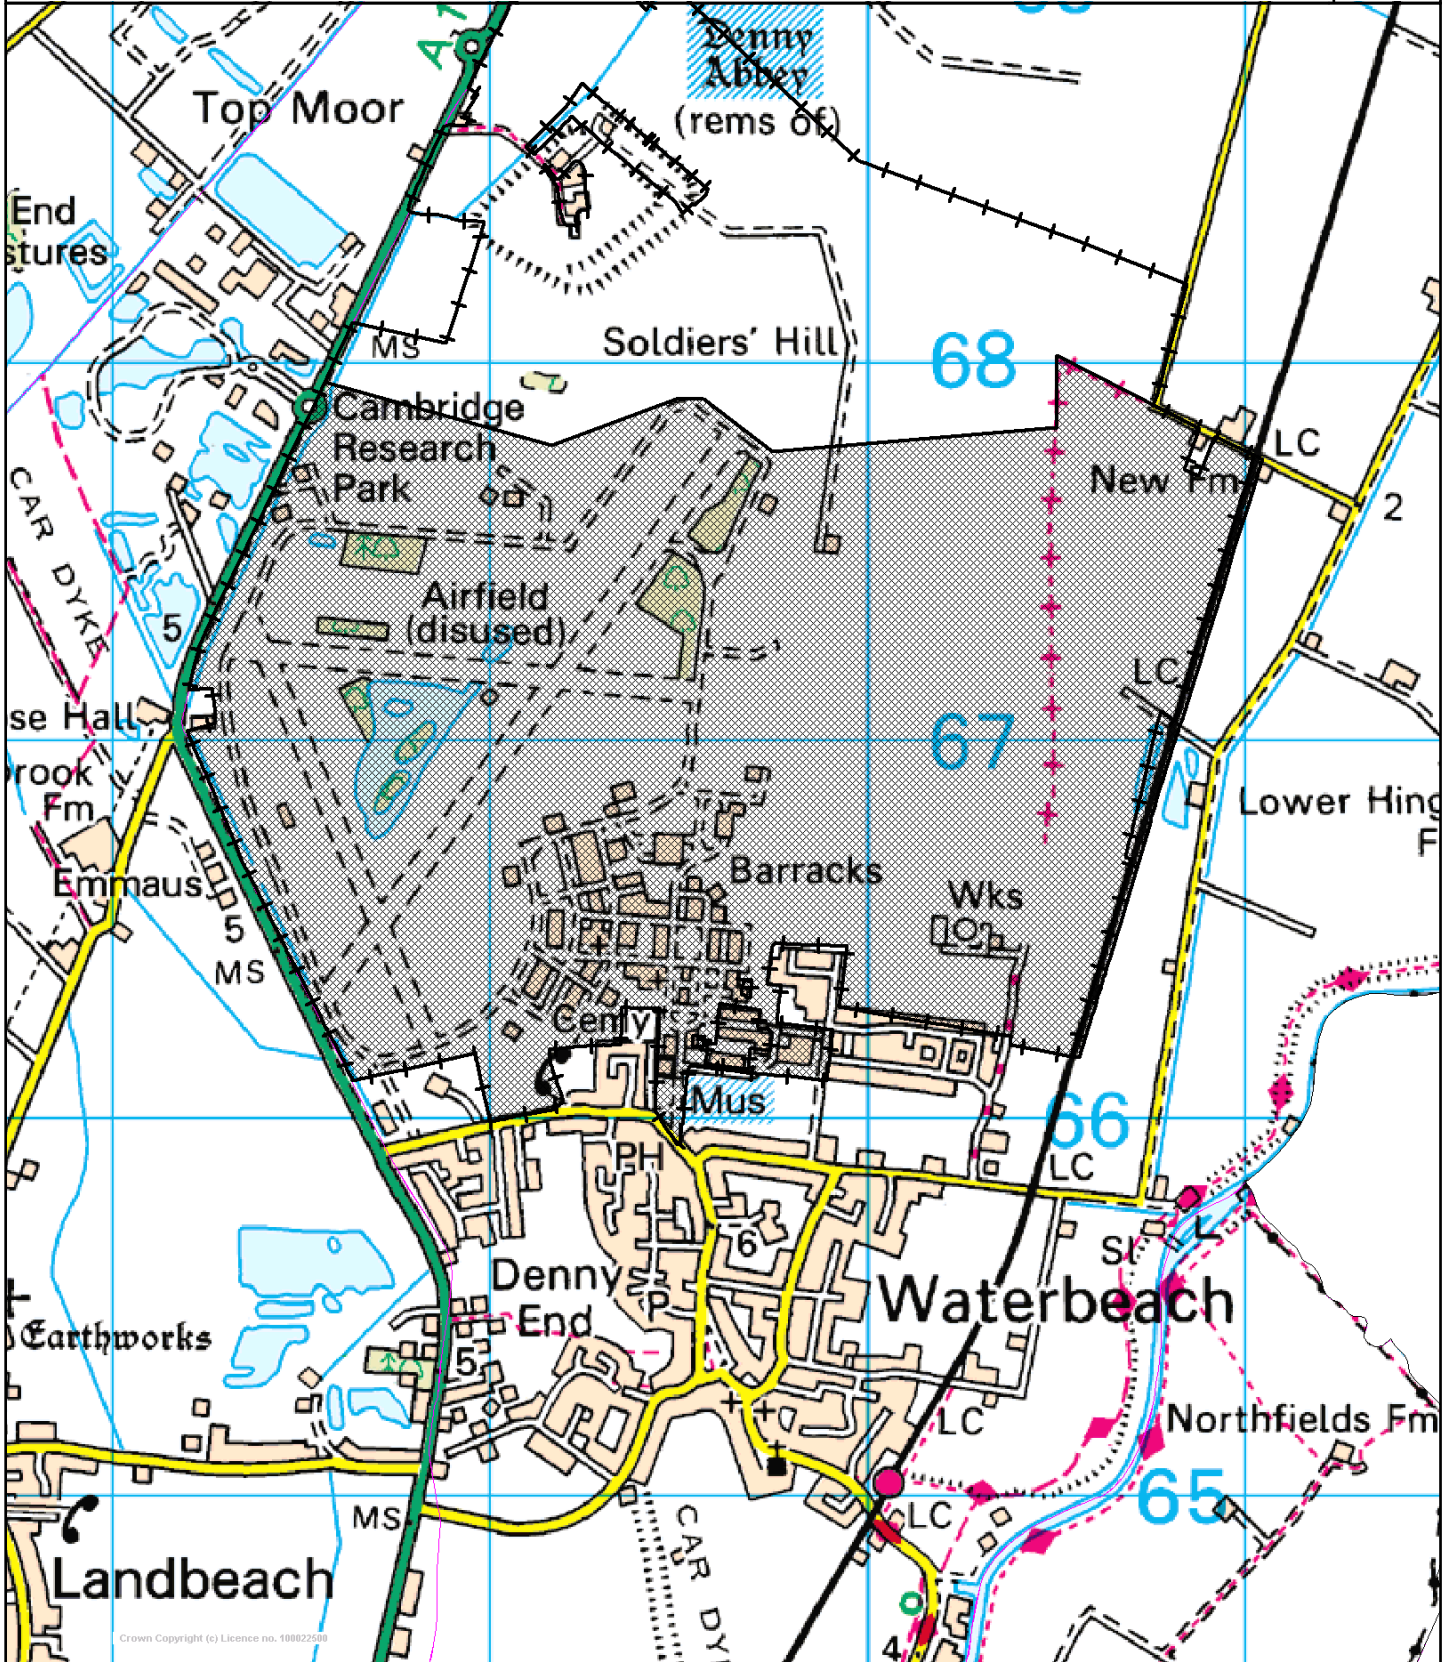 A 1
Denny
Abbey
(rems of)
Top Moor
End
stures
MS
Soldiers' Hill
68
Cambridge
Research
Park
LC
New Fm
2
CAR DYKE
5
Airfield
(disused)
LC
se Hall
67
brook
Fm
Lower Hing
F
Emmaus
Barracks
Wks
5
MS
Cemy
Mus
66
PH
LC
6
Sl
L
Denny
End
P
Waterbeach
Earthworks
5
LC
Northfields Fm
65
MS
LC
CAR DY
Landbeach
4
Crown Copyright (c) Licence no. 100022500